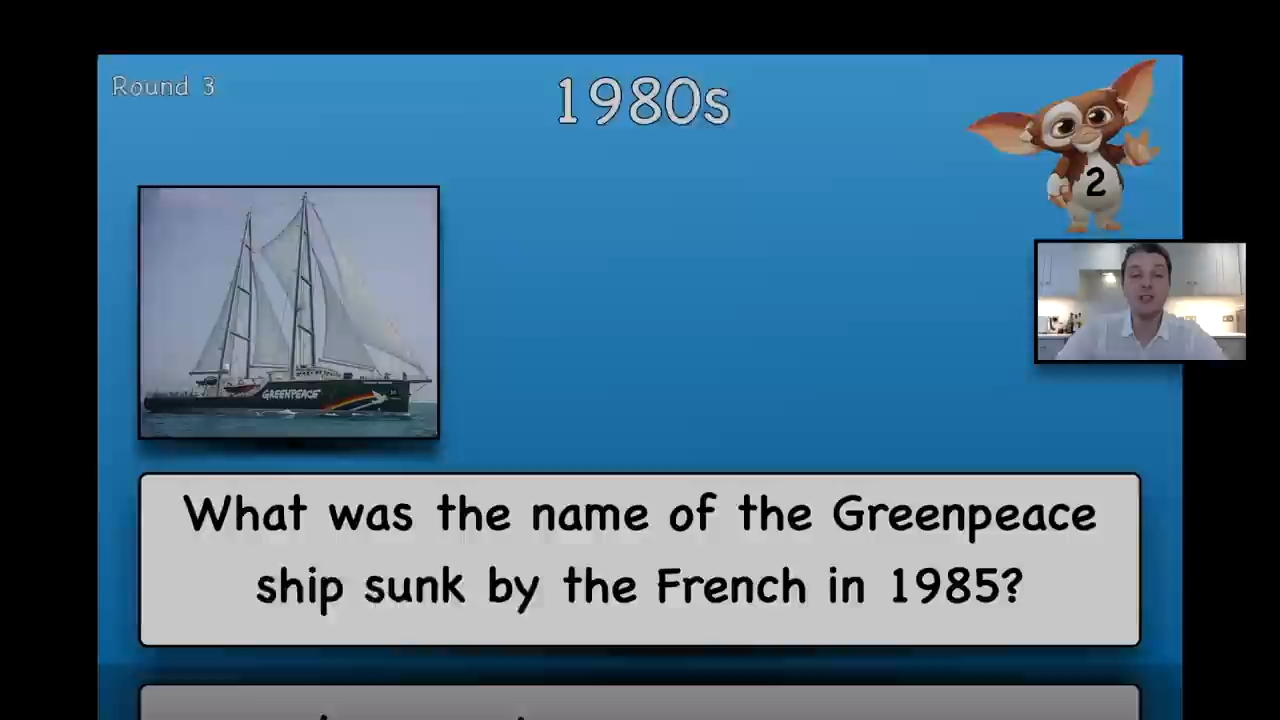 Round 3
1980s
2
GREENPEACE
What was the name of the Greenpeace
ship sunk by the French in 1985?